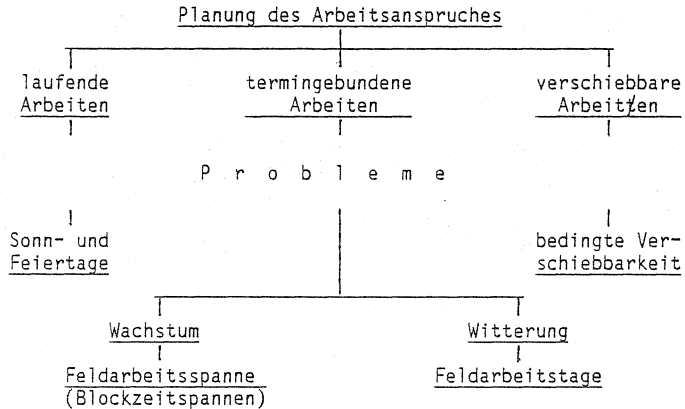 Planung des Arbeitsanspruches
laufende
Arbeiten
termingebundene
Arbeiten
verschiebbare
Arbeitten
P r o b l e m e
Sonn- und
Feiertage
bedingte Ver-
schiebbarkeit
Wachstum
Witterung
Feldarbeitsspanne
(Blockzeitspannen)
Feldarbeitstage